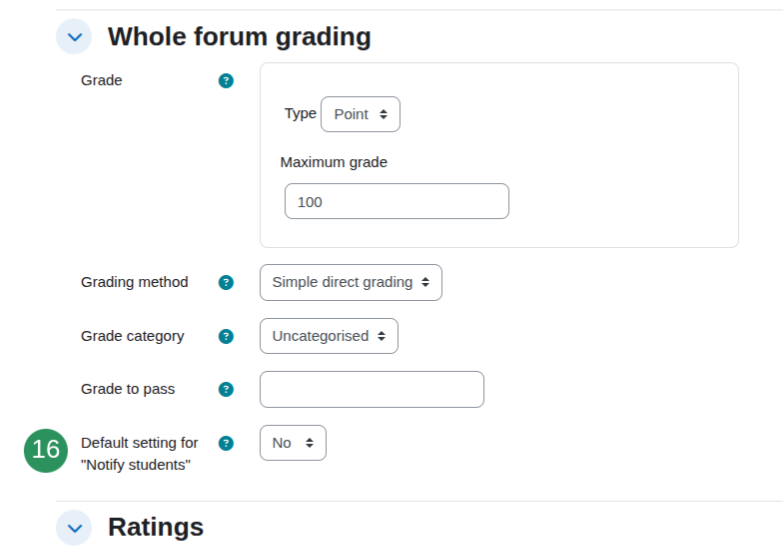 Whole forum grading
Grade
?
Type Point
Maximum grade
100
Grading method ? Simple direct grading
Grade category ? Uncategorised
Grade to pass ?
16 Default setting for ? No
"Notify students"
Ratings